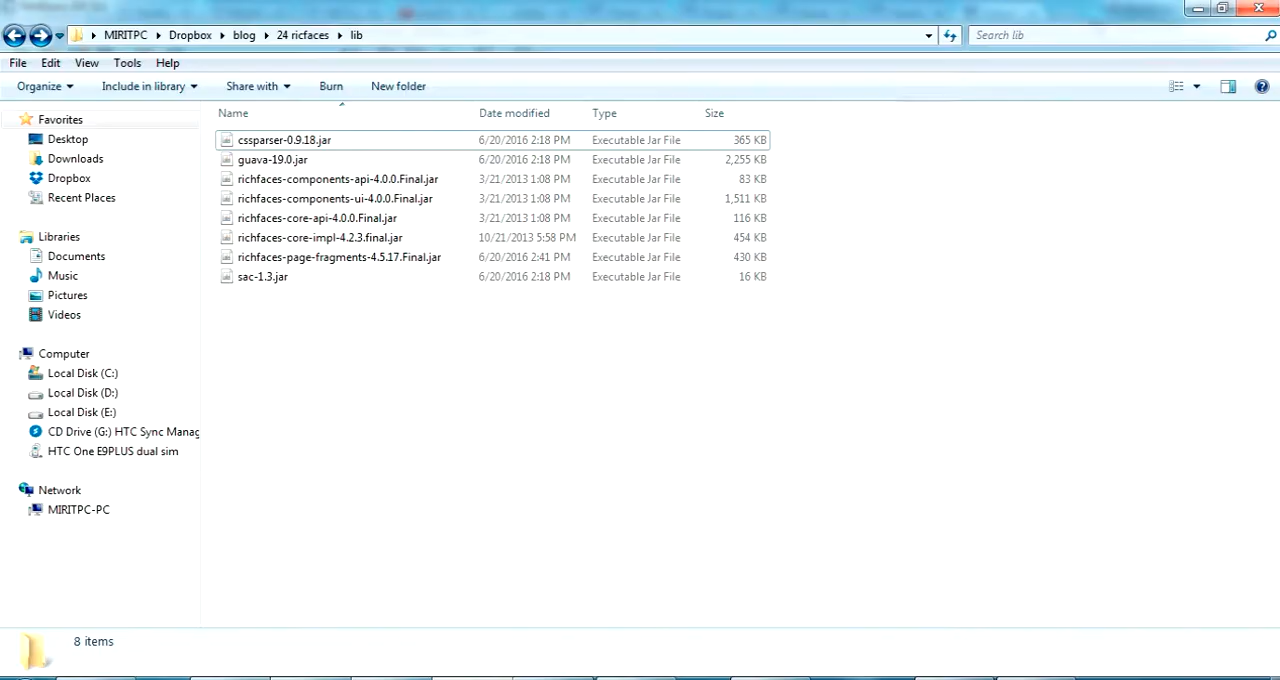 MIRITPC Dropbox blog 24 ricfaces lib Search lib
File Edit View Tools Help
Organize Include in library Share with Burn New folder
Name Date modified Type Size
cssparser-0.9.18.jar 6/20/2016 2:18 PM Executable Jar File 365 KB
guava-19.0.jar 6/20/2016 2:18 PM Executable Jar File 2,255 KB
richfaces-components-api-4.0.0.Final.jar 3/21/2013 1:08 PM Executable Jar File 83 KB
richfaces-components-ui-4.0.0.Final.jar 3/21/2013 1:08 PM Executable Jar File 1,511 KB
richfaces-core-api-4.0.0.Final.jar 3/21/2013 1:08 PM Executable Jar File 116 KB
richfaces-core-impl-4.2.3.final.jar 10/21/2013 5:58 PM Executable Jar File 454 KB
richfaces-page-fragments-4.5.17.Final.jar 6/20/2016 2:41 PM Executable Jar File 430 KB
sac-1.3.jar 6/20/2016 2:18 PM Executable Jar File 16 KB
Favorites
Desktop
Downloads
Dropbox
Recent Places
Libraries
Documents
Music
Pictures
Videos
Computer
Local Disk (C:)
Local Disk (D:)
Local Disk (E:)
CD Drive (G:) HTC Sync Manag
HTC One E9PLUS dual sim
Network
MIRITPC-PC
8 items